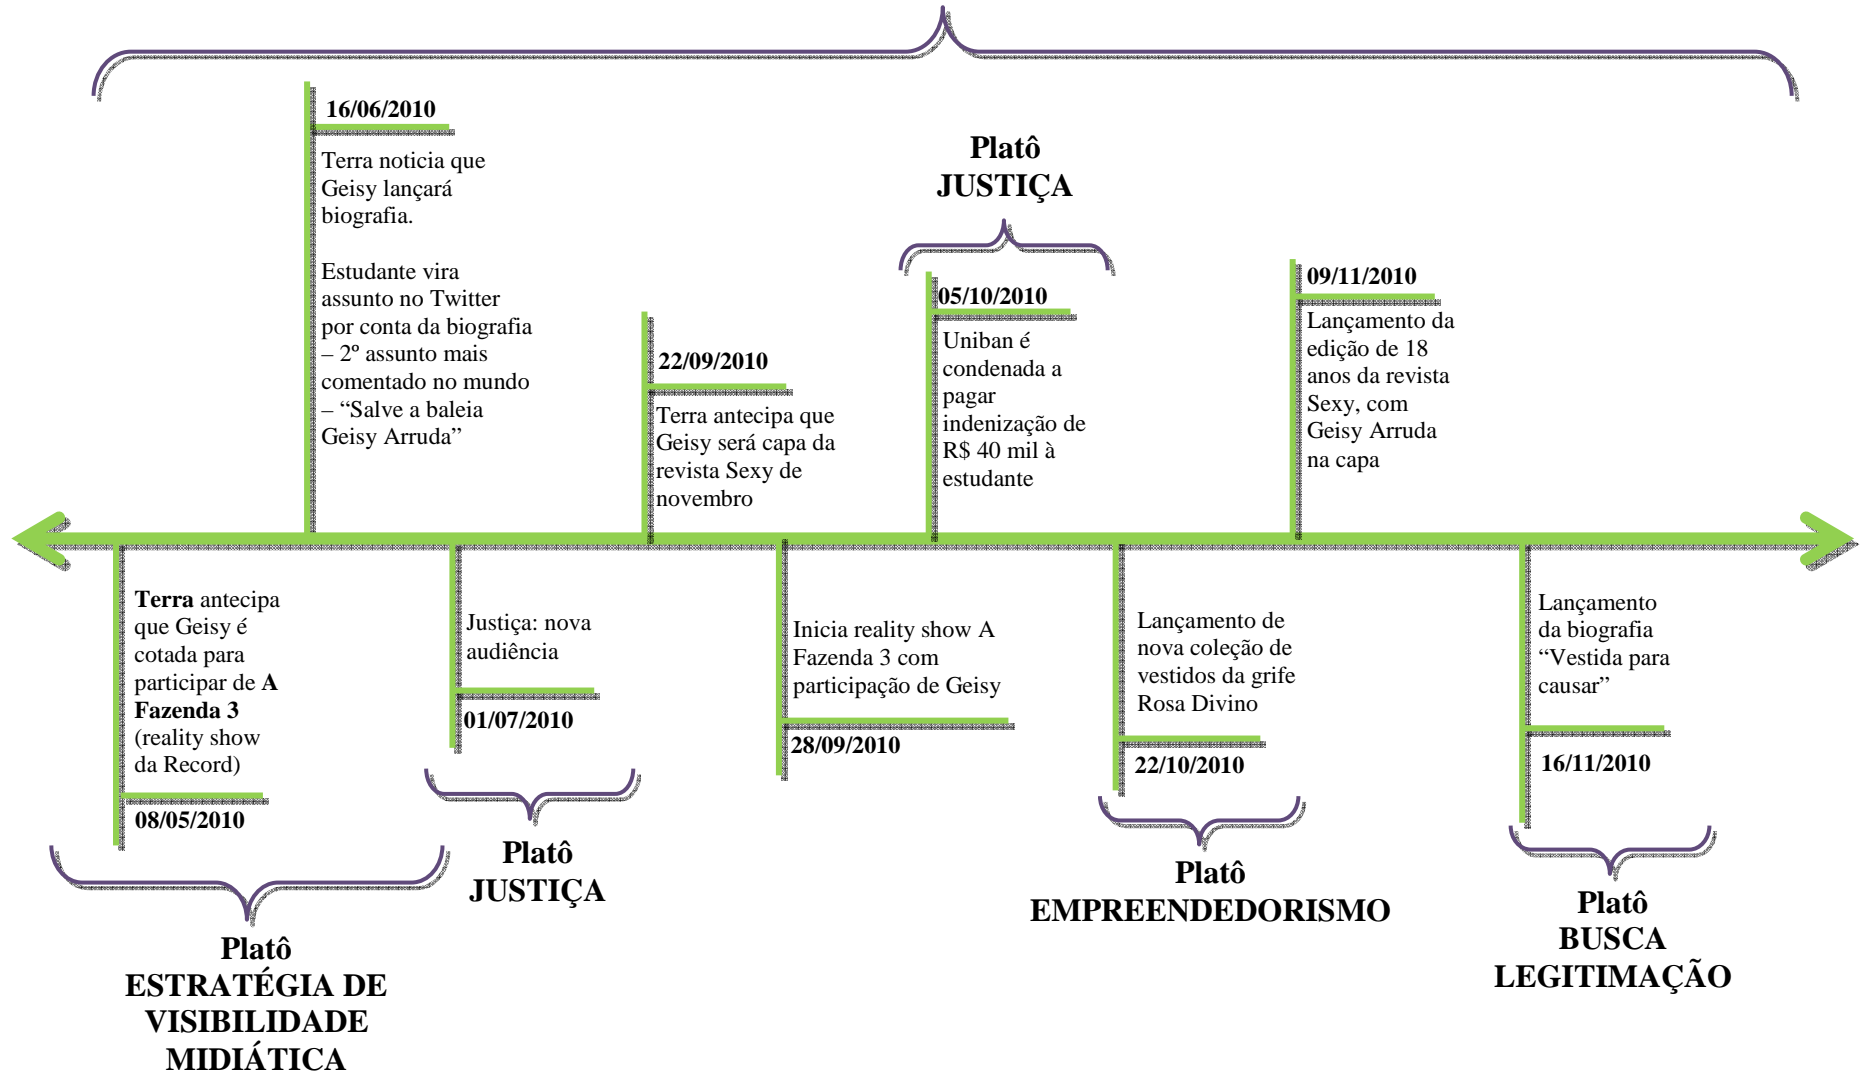 16/06/2010
Terra noticia que
Geisy lançará
biografia.
Estudante vira
assunto no Twitter
por conta da biografia
– 2º assunto mais
comentado no mundo
– “Salve a baleia
Geisy Arruda”
22/09/2010
Terra antecipa que
Geisy será capa da
revista Sexy de
novembro
Platô
JUSTIÇA
05/10/2010
Uniban é
condenada a
pagar
indenização de
R$ 40 mil à
estudante
09/11/2010
Lançamento da
edição de 18
anos da revista
Sexy, com
Geisy Arruda
na capa
Terra antecipa
que Geisy é
cotada para
participar de A
Fazenda 3
(reality show
da Record)
08/05/2010
Platô
ESTRATÉGIA DE
VISIBILIDADE
MIDIÁTICA
Justiça: nova
audiência
01/07/2010
Platô
JUSTIÇA
Inicia reality show A
Fazenda 3 com
participação de Geisy
28/09/2010
Lançamento de
nova coleção de
vestidos da grife
Rosa Divino
22/10/2010
Platô
EMPREENDEDORISMO
Lançamento
da biografia
“Vestida para
causar”
16/11/2010
Platô
BUSCA
LEGITIMAÇÃO